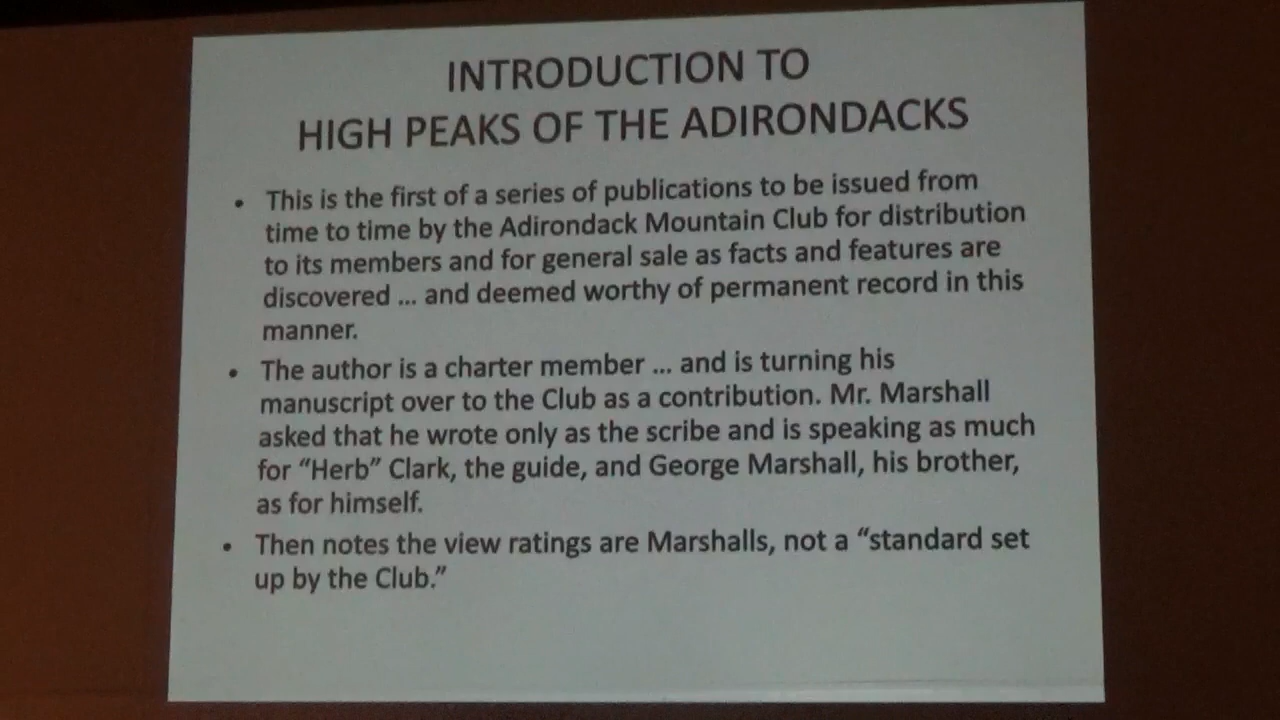 INTRODUCTION TO
HIGH PEAKS OF THE ADIRONDACKS
• This is the first of a series of publications to be issued from
time to time by the Adirondack Mountain Club for distribution
to its members and for general sale as facts and features are
discovered ... and deemed worthy of permanent record in this
manner.
• The author is a charter member ... and is turning his
manuscript over to the Club as a contribution. Mr. Marshall
asked that he wrote only as the scribe and is speaking as much
for “Herb” Clark, the guide, and George Marshall, his brother,
as for himself.
• Then notes the view ratings are Marshalls, not a “standard set
up by the Club.”